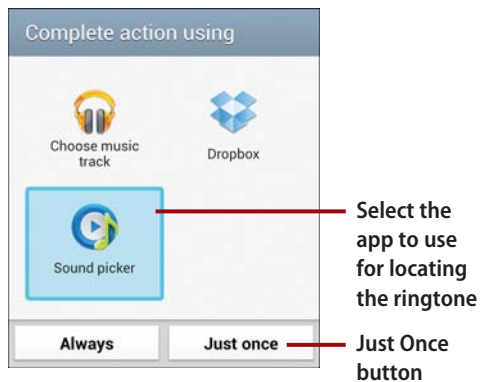 Complete action using
Choose music
track
Dropbox
Sound picker
Always
Just once
Select the
app to use
for locating
the ringtone
Just Once
button